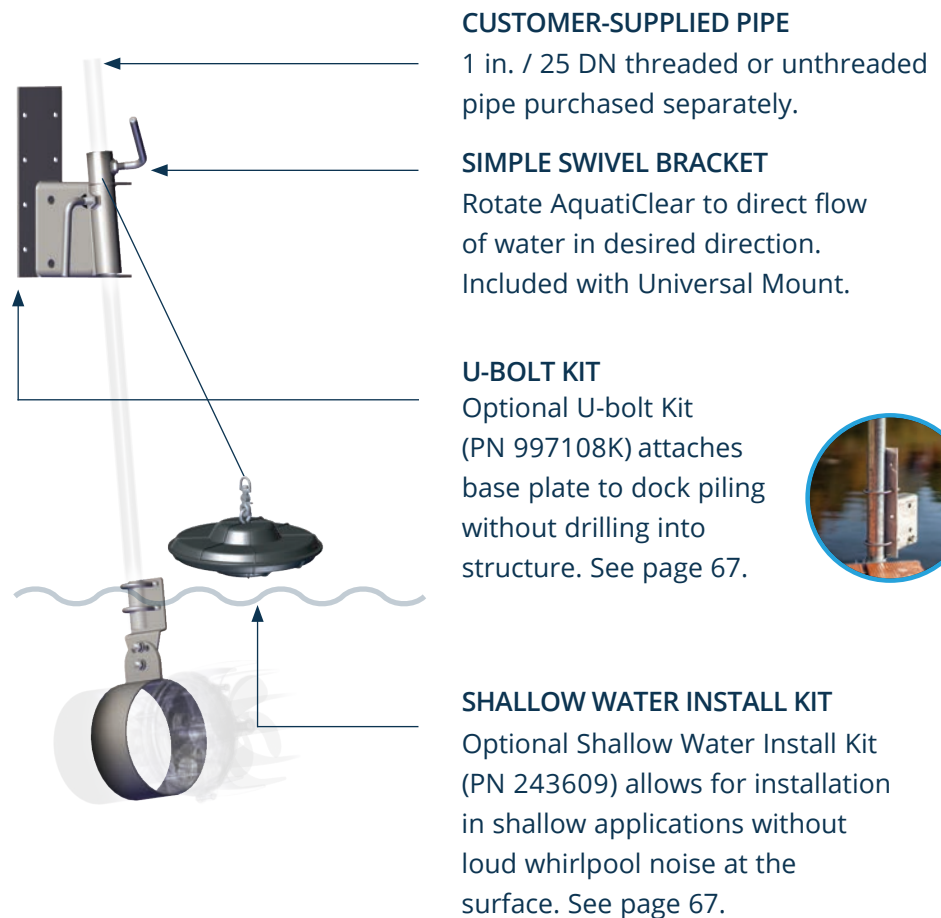 CUSTOMER-SUPPLIED PIPE
1 in. / 25 DN threaded or unthreaded
pipe purchased separately.
SIMPLE SWIVEL BRACKET
Rotate AquatiClear to direct flow
of water in desired direction.
Included with Universal Mount.
U-BOLT KIT
Optional U-bolt Kit
(PN 997108K) attaches
base plate to dock piling
without drilling into
structure. See page 67.
SHALLOW WATER INSTALL KIT
Optional Shallow Water Install Kit
(PN 243609) allows for installation
in shallow applications without
loud whirlpool noise at the
surface. See page 67.